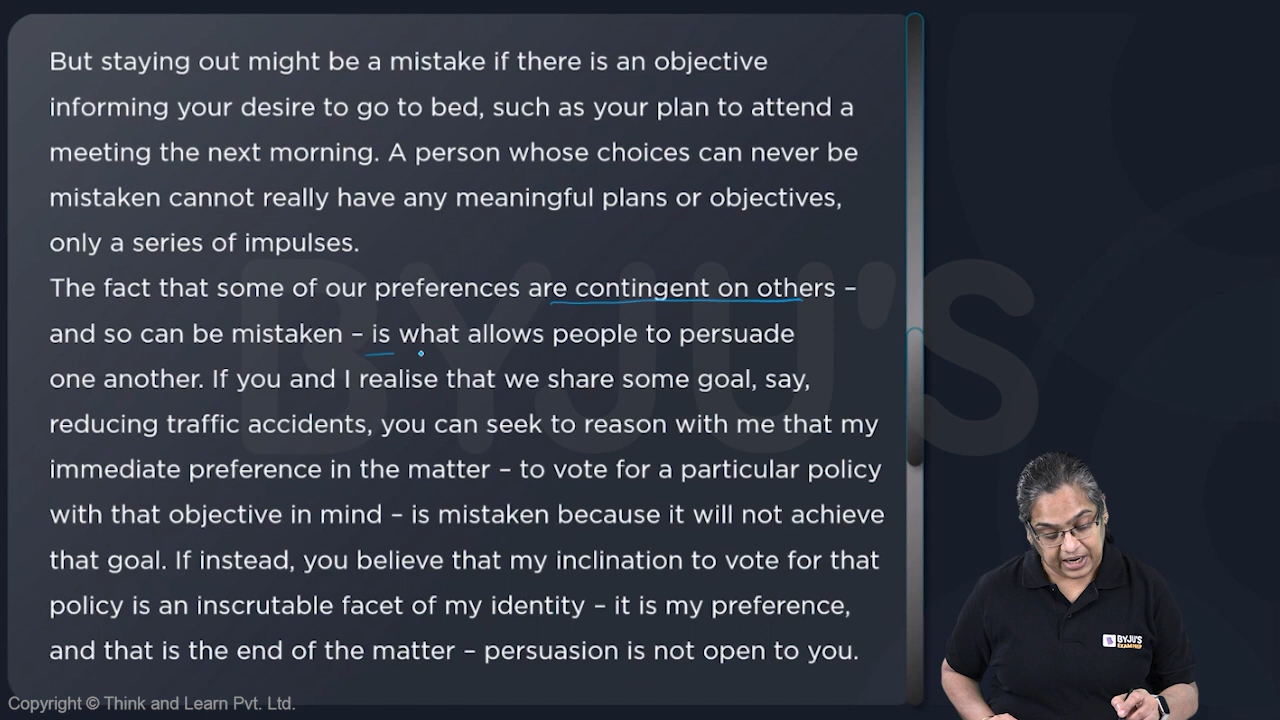 But staying out might be a mistake if there is an objective
informing your desire to go to bed, such as your plan to attend a
meeting the next morning. A person whose choices can never be
mistaken cannot really have any meaningful plans or objectives,
only a series of impulses.
The fact that some of our preferences are contingent on others –
and so can be mistaken – is what allows people to persuade
one another. If you and I realise that we share some goal, say,
reducing traffic accidents, you can seek to reason with me that my
immediate preference in the matter – to vote for a particular policy
with that objective in mind – is mistaken because it will not achieve
that goal. If instead, you believe that my inclination to vote for that
policy is an inscrutable facet of my identity – it is my preference,
and that is the end of the matter – persuasion is not open to you.
BYJU'S
BYJU'S
EXAM PREP
Copyright © Think and Learn Pvt. Ltd.